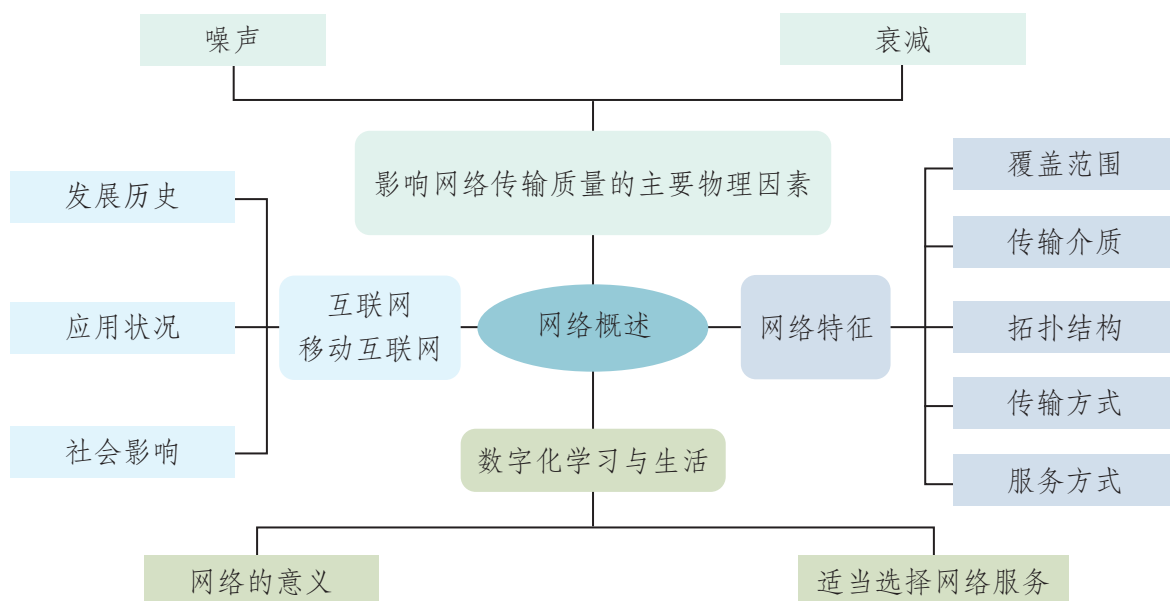 噪声
衰减
影响网络传输质量的主要物理因素
发展历史
应用状况
社会影响
互联网
移动互联网
网络概述
网络特征
覆盖范围
传输介质
拓扑结构
传输方式
服务方式
数字化学习与生活
网络的意义
适当选择网络服务